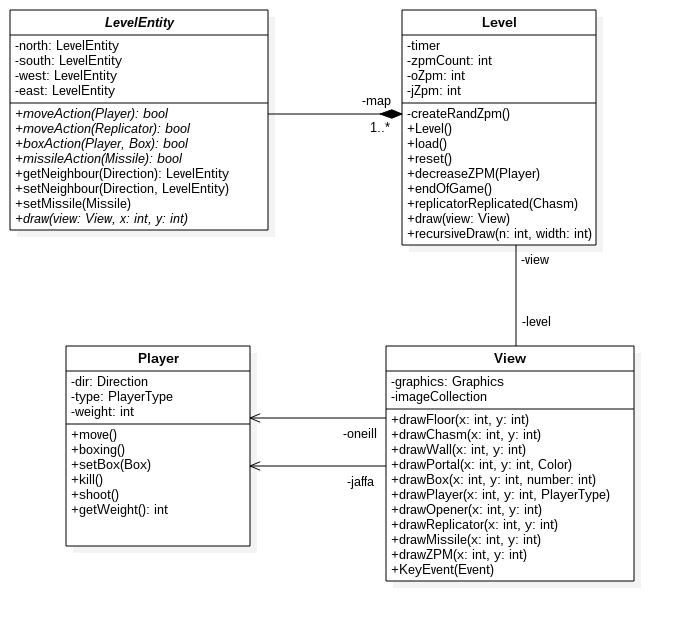 LevelEntity
-north: LevelEntity
-south: LevelEntity
-west: LevelEntity
-east: LevelEntity
+moveAction(Player): bool
+moveAction(Replicator): bool
+boxAction(Player, Box): bool
+missileAction(Missile): bool
+getNeighbour(Direction): LevelEntity
+setNeighbour(Direction, LevelEntity)
+setMissile(Missile)
+draw(view: View, x: int, y: int)
-map
1..*
Level
-timer
-zpmCount: int
-oZpm: int
-jZpm: int
-createRandZpm()
+Level()
+load()
+reset()
+decreaseZPM(Player)
+endOfGame()
+replicatorReplicated(Chasm)
+draw(view: View)
+recursiveDraw(n: int, width: int)
-view
-level
Player
-dir: Direction
-type: PlayerType
-weight: int
+move()
+boxing()
+setBox(Box)
+kill()
+shoot()
+getWeight(): int
-oneill
-jaffa
View
-graphics: Graphics
-imageCollection
+drawFloor(x: int, y: int)
+drawChasm(x: int, y: int)
+drawWall(x: int, y: int)
+drawPortal(x: int, y: int, Color)
+drawBox(x: int, y: int, number: int)
+drawPlayer(x: int, y: int, PlayerType)
+drawOpener(x: int, y: int)
+drawReplicator(x: int, y: int)
+drawMissile(x: int, y: int)
+drawZPM(x: int, y: int)
+KeyEvent(Event)